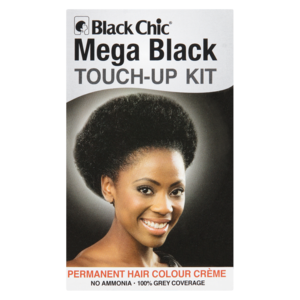 Black Chic®
Mega Black
TOUCH-UP KIT
PERMANENT HAIR COLOUR CRÈME
NO AMMONIA • 100% GREY COVERAGE